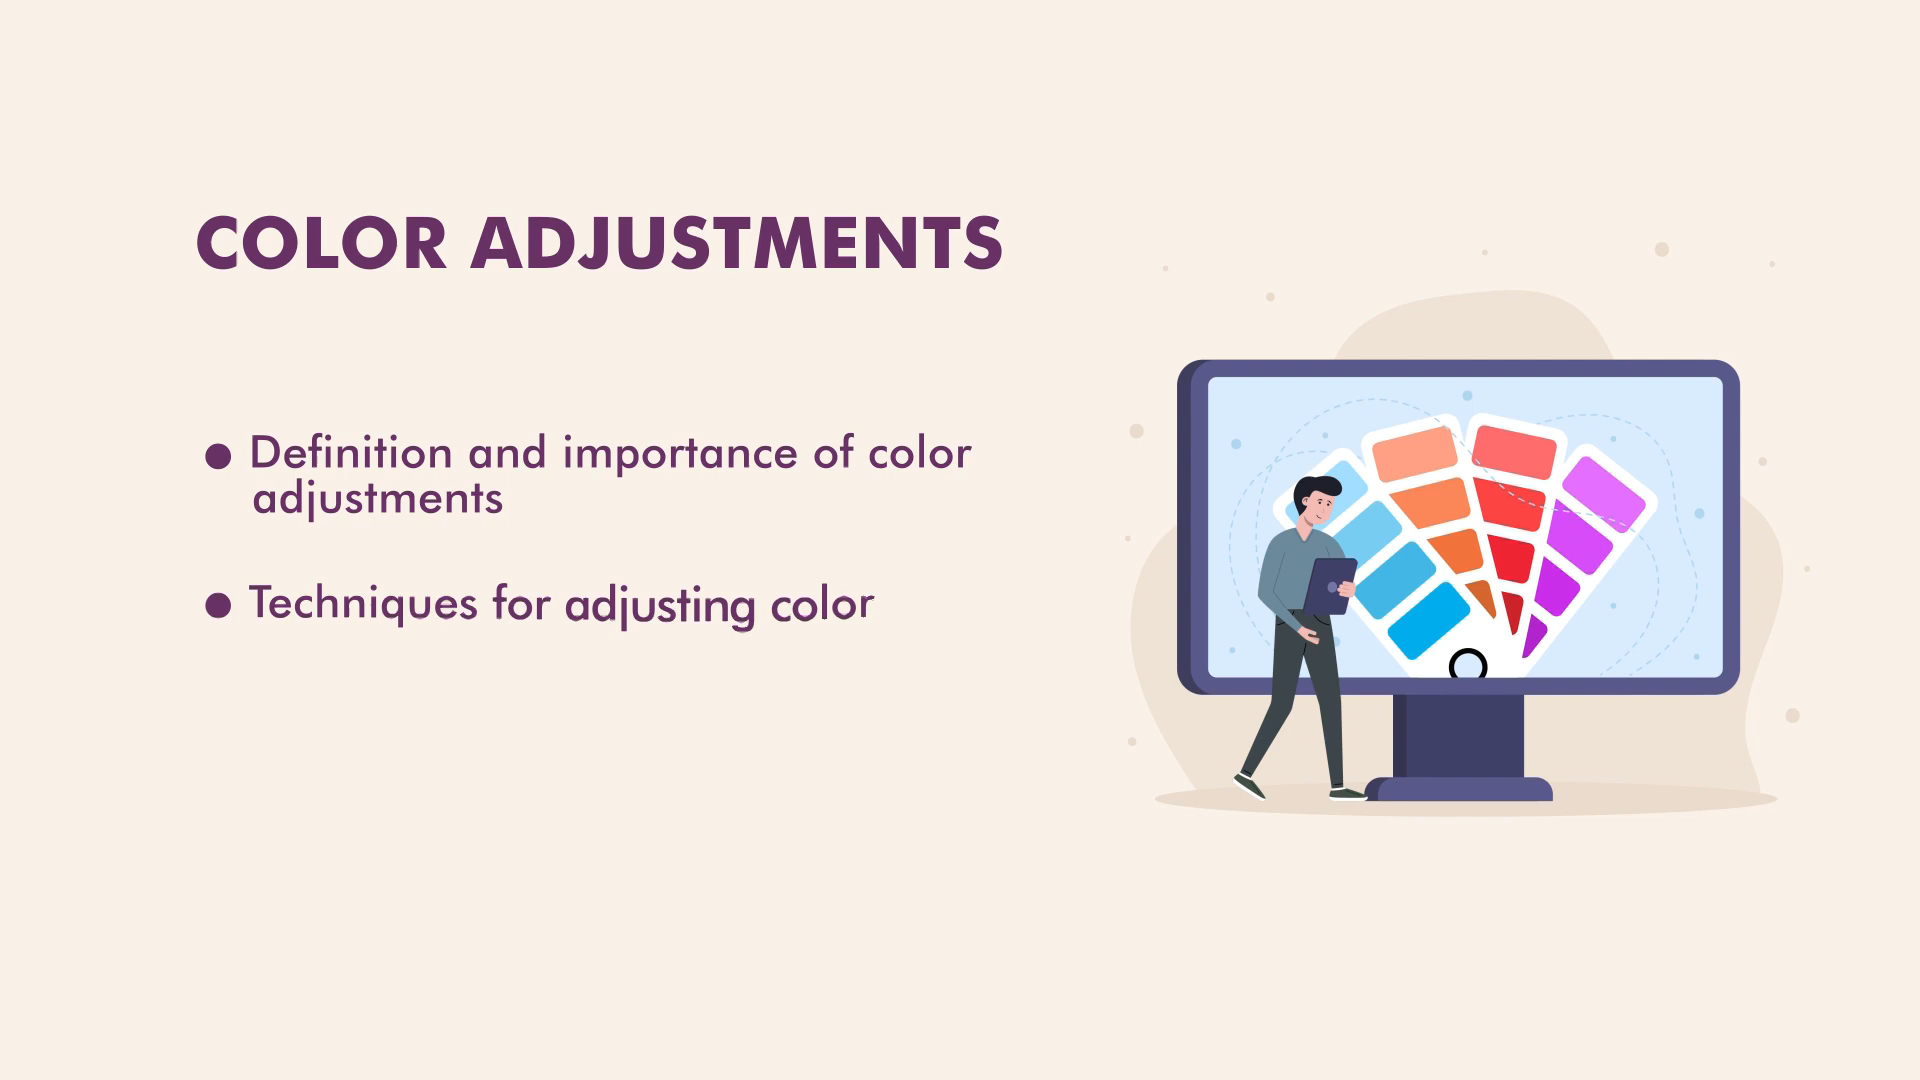 COLOR ADJUSTMENTS
● Definition and importance of color
adjustments
● Techniques for adjusting color